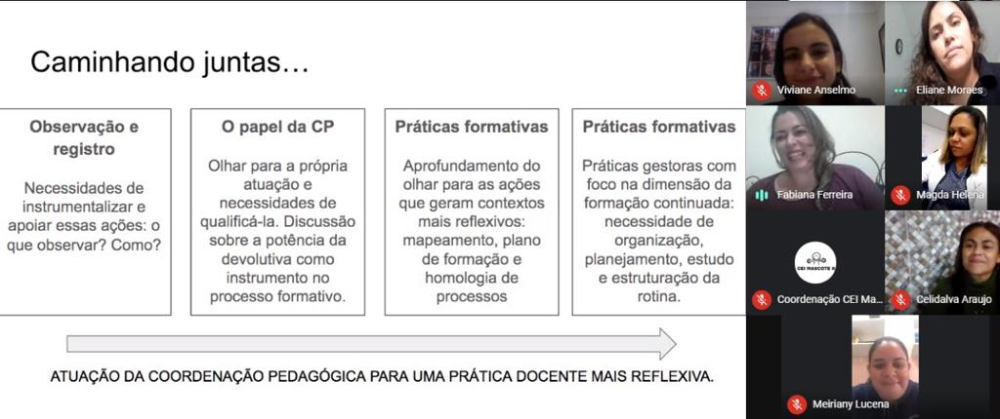 Caminhando juntas...
Observação e
registro
Necessidades de
instrumentalizar e
apoiar essas ações: o
que observar? Como?
O papel da CP
Olhar para a própria
atuação e
necessidades de
qualificá-la. Discussão
sobre a potência da
devolutiva como
instrumento no
processo formativo.
Práticas formativas
Aprofundamento do
olhar para as ações
que geram contextos
mais reflexivos:
mapeamento, plano
de formação e
homologia de
processos
Práticas formativas
Práticas gestoras com
foco na dimensão da
formação continuada:
necessidade de
organização,
planejamento, estudo
e estruturação da
rotina.
ATUAÇÃO DA COORDENAÇÃO PEDAGÓGICA PARA UMA PRÁTICA DOCENTE MAIS REFLEXIVA.
Viviane Anselmo
Eliane Moraes
Fabiana Ferreira
Magda Helena
CEI MASCOTE II
Coordenação CEI Ma...
Celidalva Araujo
Meiriany Lucena